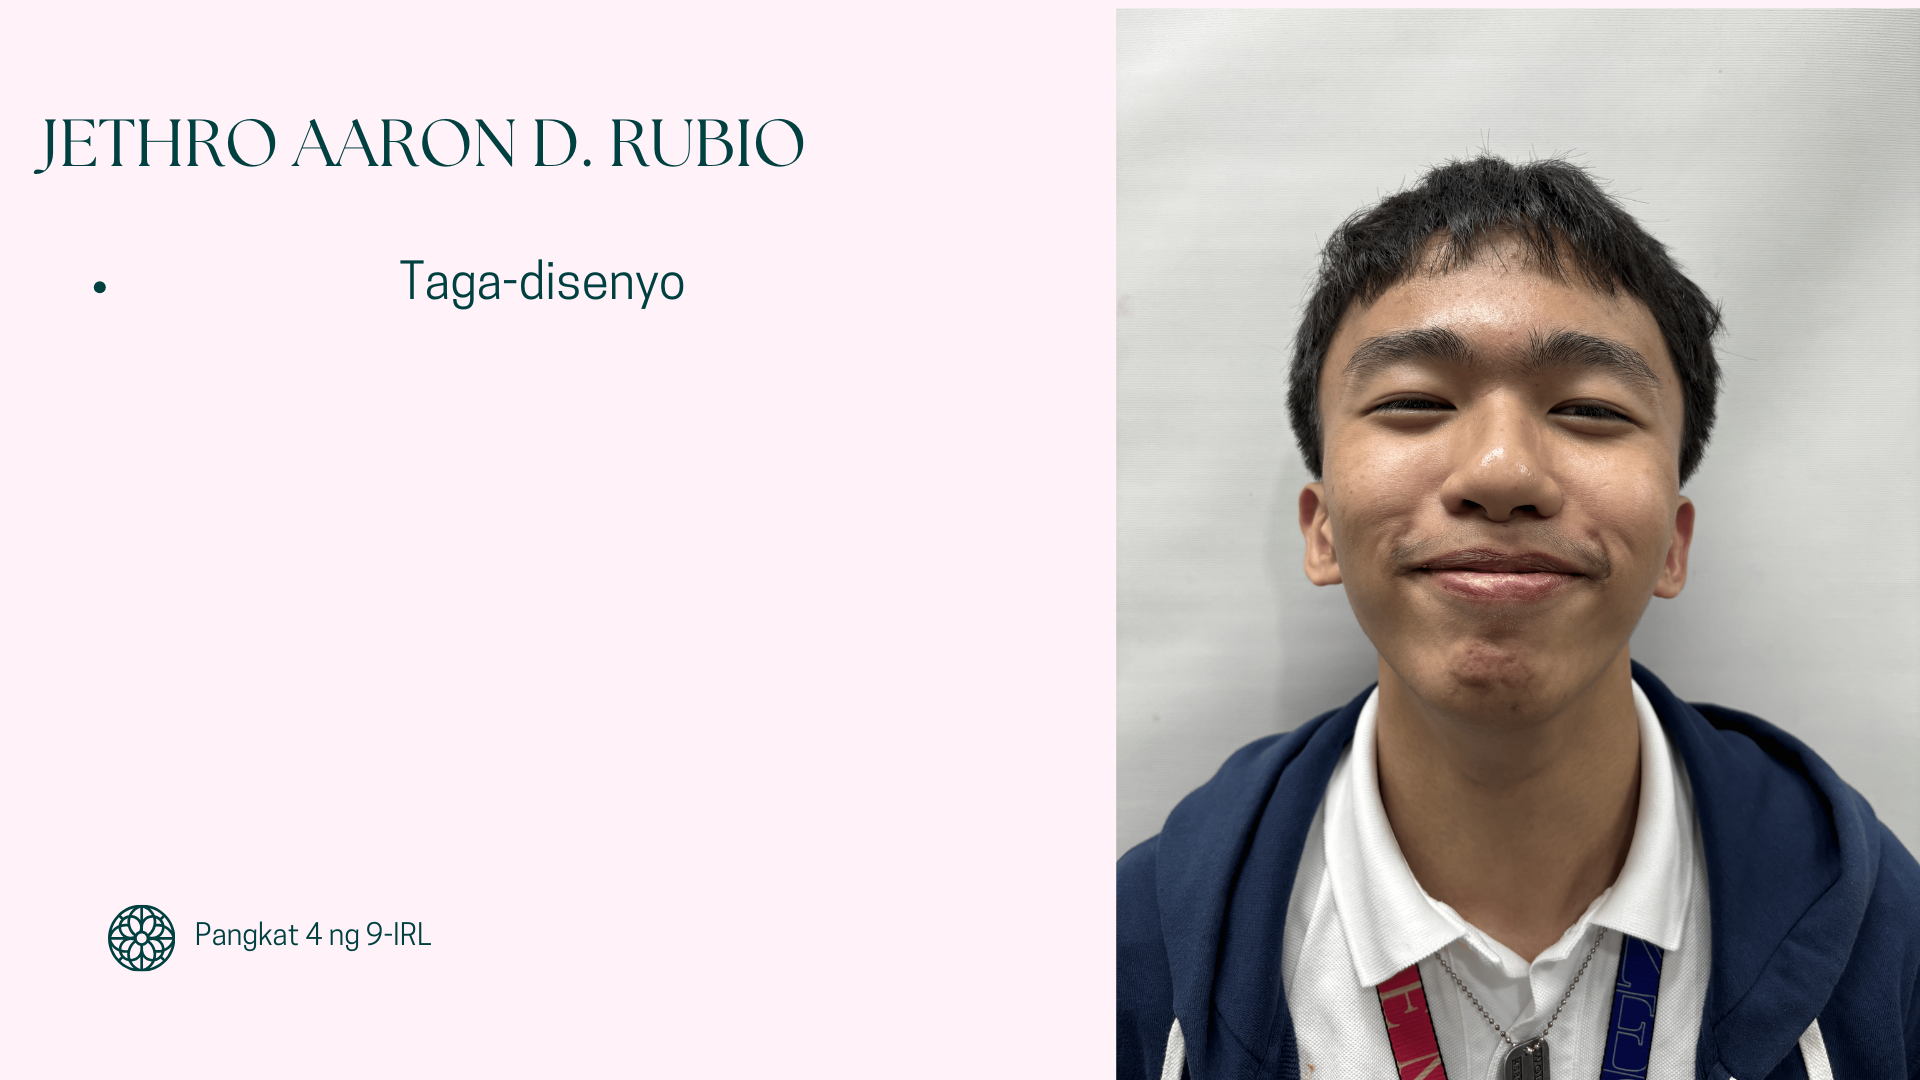 JETHRO AARON D. RUBIO
• Taga-disenyo
Pangkat 4 ng 9-IRL